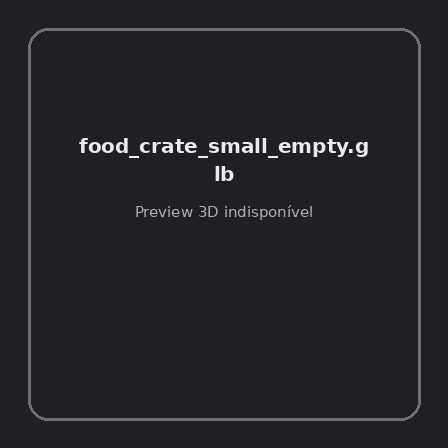 food_crate_small_empty.g
lb
Preview 3D indisponível